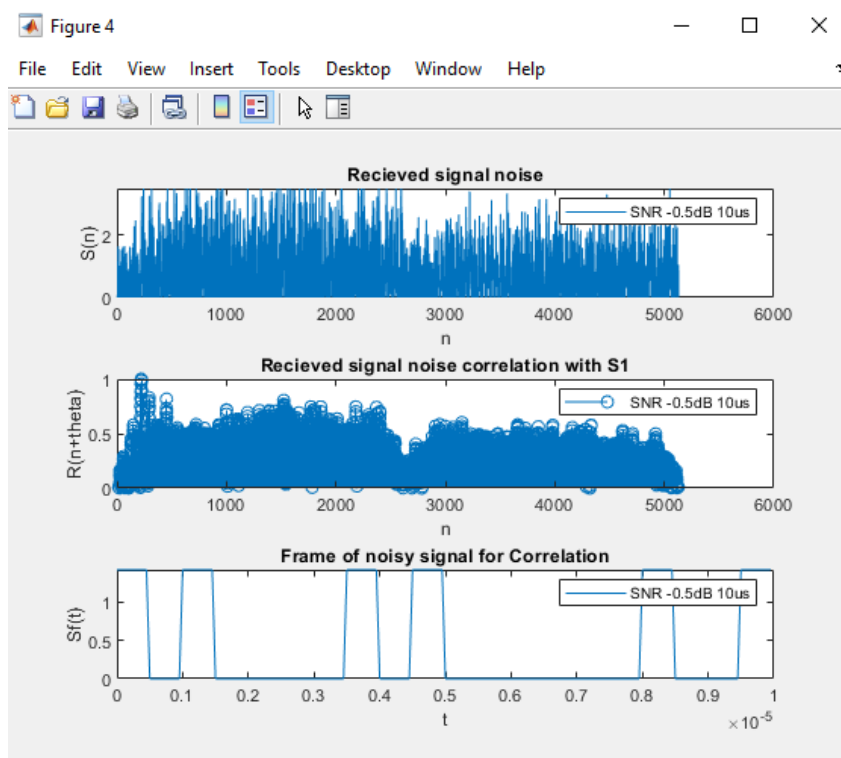 Figure 4
File Edit View Insert Tools Desktop Window Help
Recieved signal noise
SNR -0.5dB 10us
S(n)
2
0
0 1000 2000 3000 4000 5000 6000
n
Recieved signal noise correlation with S1
SNR -0.5dB 10us
R(n+theta)
1
0.5
0
0 1000 2000 3000 4000 5000 6000
n
Frame of noisy signal for Correlation
SNR -0.5dB 10us
Sf(t)
1
0.5
0
0 0.1 0.2 0.3 0.4 0.5 0.6 0.7 0.8 0.9 1
t
×10-5